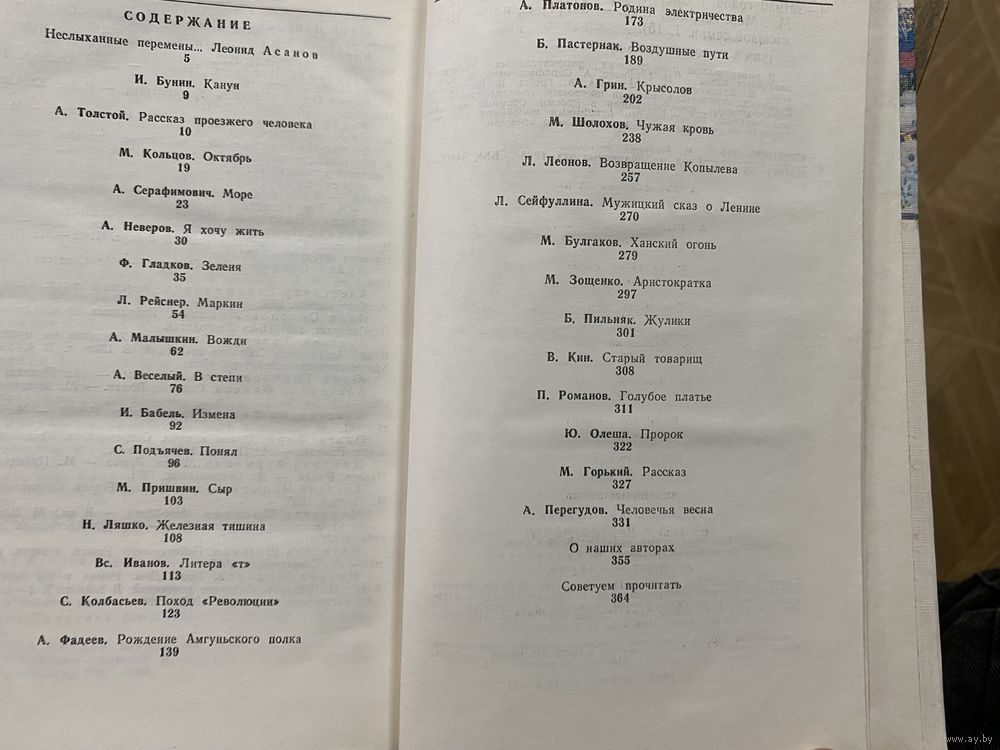 СОДЕРЖАНИЕ
Неслыханные перемены... Леонид Асанов
5
И. Бунин. Канун
9
А. Толстой. Рассказ проезжего человека
10
М. Кольцов. Октябрь
19
А. Серафимович. Море
23
А. Неверов. Я хочу жить
30
Ф. Гладков. Зеленя
35
Л. Рейснер. Маркин
54
А. Малышкин. Вожди
62
А. Веселый. В степи
76
И. Бабель. Измена
92
С. Подъячев. Понял
96
М. Пришвин. Сыр
103
Н. Ляшко. Железная тишина
108
Вс. Иванов. Литера «т»
113
С. Колбасьев. Поход «Революции»
123
А. Фадеев. Рождение Амгуньского полка
139
А. Платонов. Родина электричества
173
Б. Пастернак. Воздушные пути
189
А. Грин. Крысолов
202
М. Шолохов. Чужая кровь
238
Л. Леонов. Возвращение Копылева
257
Л. Сейфуллина. Мужицкий сказ о Ленине
270
М. Булгаков. Ханский огонь
279
М. Зощенко. Аристократка
297
Б. Пильняк. Жулики
301
В. Кин. Старый товарищ
308
П. Романов. Голубое платье
311
Ю. Олеша. Пророк
322
М. Горький. Рассказ
327
А. Перегудов. Человечья весна
331
О наших авторах
355
Советуем прочитать
364
www.ay.by